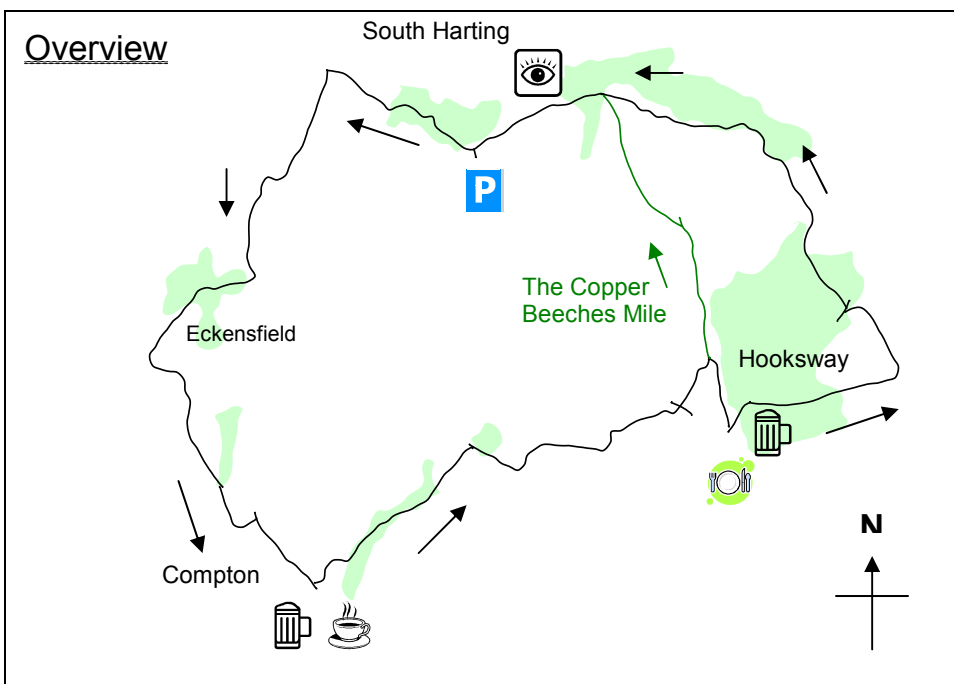 Overview
South Harting
P
The Copper
Beeches Mile
Eckensfield
Hooksway
Compton
N